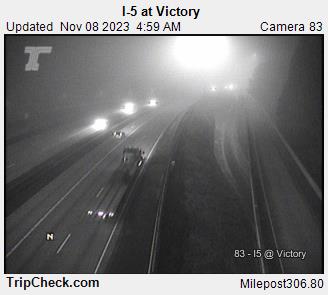 I-5 at Victory
Updated Nov 08 2023 4:59 AM Camera 83
T
83 - I5 @ Victory
TripCheck.com Milepost306.80